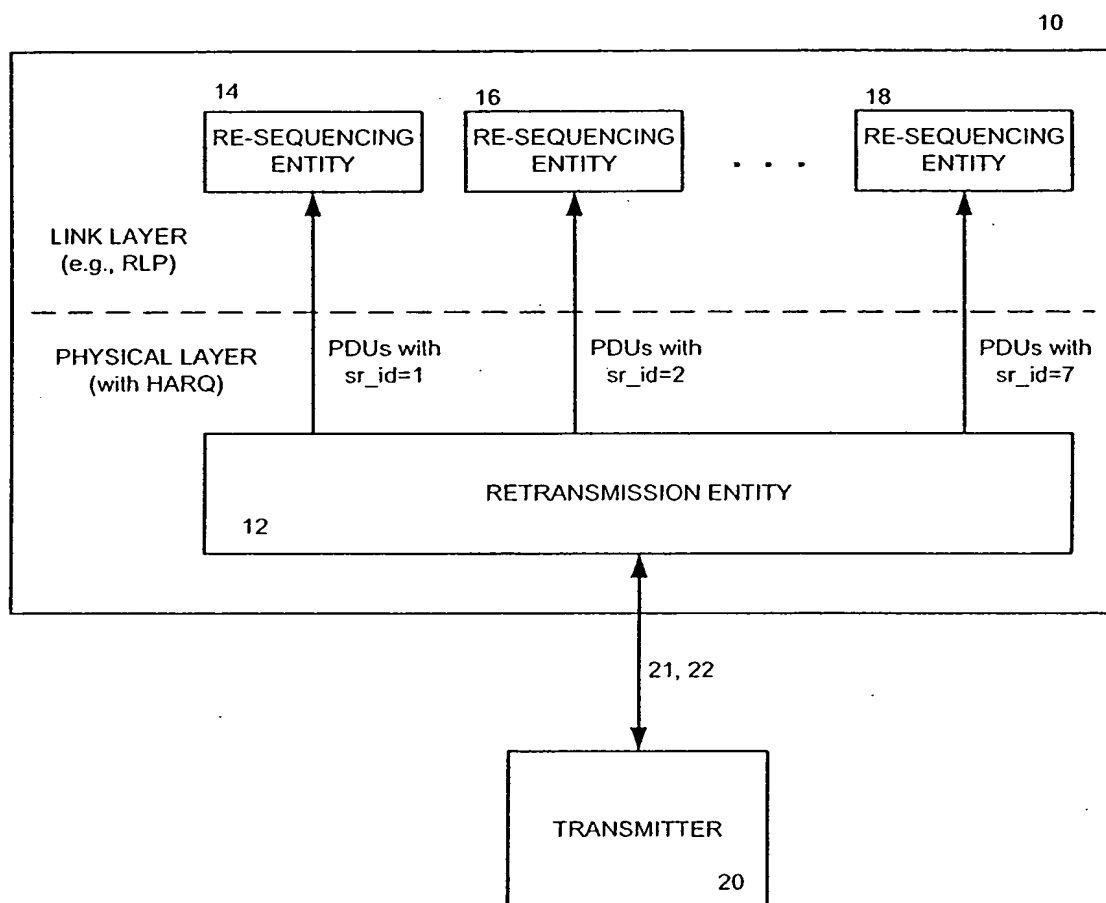 10
14
16
18
RE-SEQUENCING
ENTITY
RE-SEQUENCING
ENTITY
. . .
RE-SEQUENCING
ENTITY
LINK LAYER
(e.g., RLP)
PHYSICAL LAYER
(with HARQ)
PDUs with
sr_id=1
PDUs with
sr_id=2
PDUs with
sr_id=7
RETRANSMISSION ENTITY
12
21, 22
TRANSMITTER
20